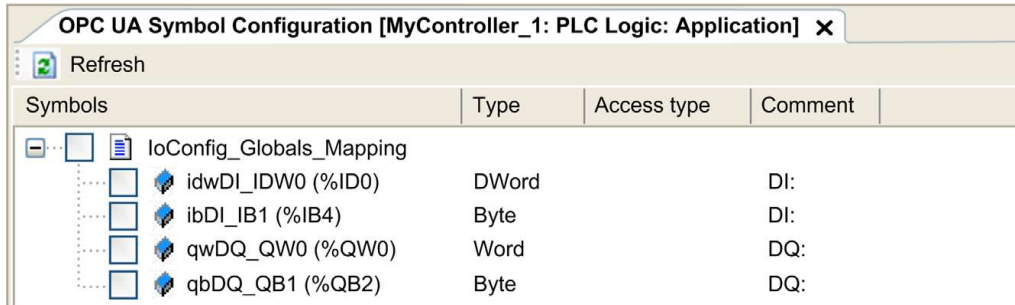 OPC UA Symbol Configuration [MyController_1: PLC Logic: Application] X
Refresh
Symbols Type Access type Comment
IoConfig_Globals_Mapping
idwDI_IDW0 (%ID0) DWord DI:
ibDI_IB1 (%IB4) Byte DI:
qwDQ_QW0 (%QW0) Word DQ:
qbDQ_QB1 (%QB2) Byte DQ: